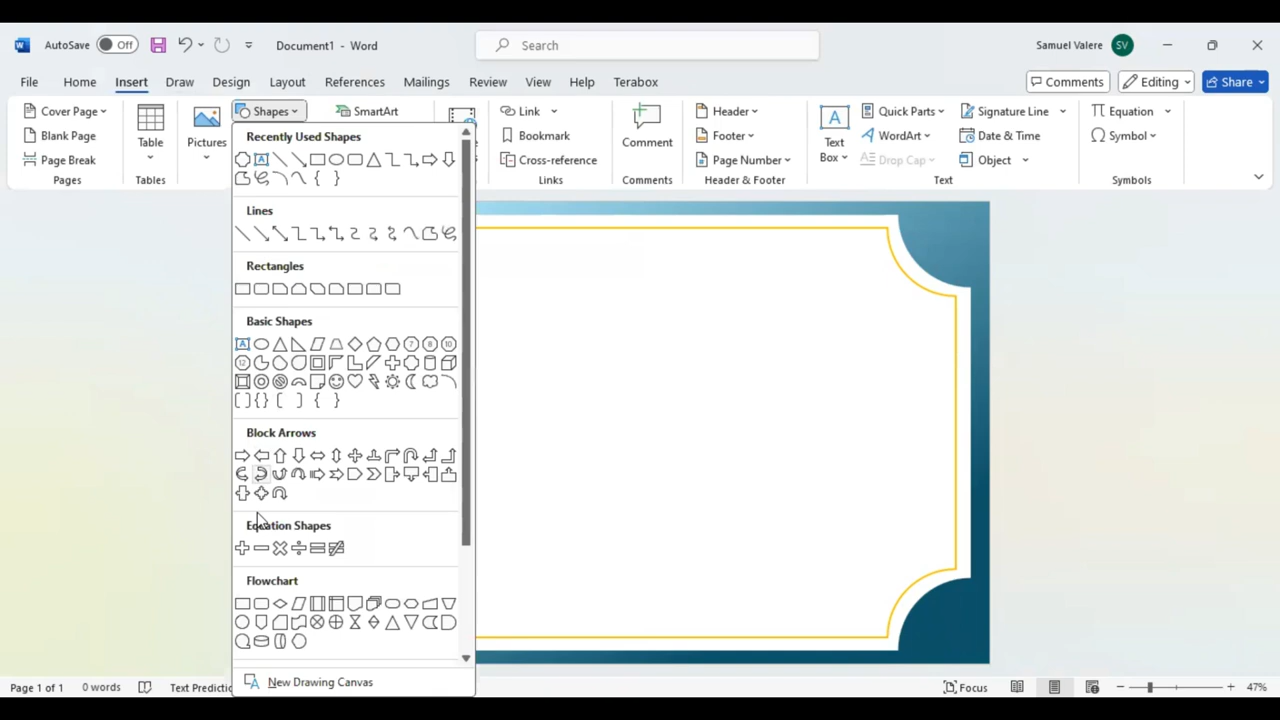 AutoSave Off Document1 - Word Search Samuel Valere SV
File Home Insert Draw Design Layout References Mailings Review View Help Terabox Comments Editing Share
Cover Page
Blank Page
Page Break
Pages
Table
Tables
Pictures
Shapes
SmartArt
Link
Bookmark
Cross-reference
Links
Comment
Comments
Header
Footer
Page Number
Header & Footer
A
Text
Box
Quick Parts
WordArt
Drop Cap
Signature Line
Date & Time
Object
Text
Equation
Symbol
Symbols
Recently Used Shapes
Lines
Rectangles
Basic Shapes
Block Arrows
Equation Shapes
Flowchart
New Drawing Canvas
Page 1 of 1 0 words Text Predictio Focus 47%